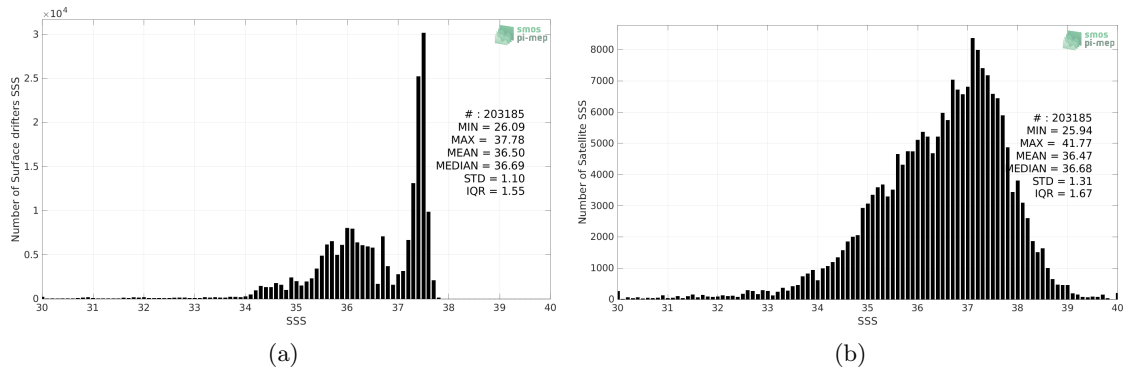 ×10⁴
3
2.5
2
1.5
1
0.5
0
Number of Surface drifters SSS
30 31 32 33 34 35 36 37 38 39 40
SSS
smos
pi-mep
# : 203185
MIN = 26.09
MAX = 37.78
MEAN = 36.50
MEDIAN = 36.69
STD = 1.10
IQR = 1.55
(a)
8000
7000
6000
5000
4000
3000
2000
1000
0
Number of Satellite SSS
30 31 32 33 34 35 36 37 38 39 40
SSS
smos
pi-mep
# : 203185
MIN = 25.94
MAX = 41.77
MEAN = 36.47
MEDIAN = 36.68
STD = 1.31
IQR = 1.67
(b)